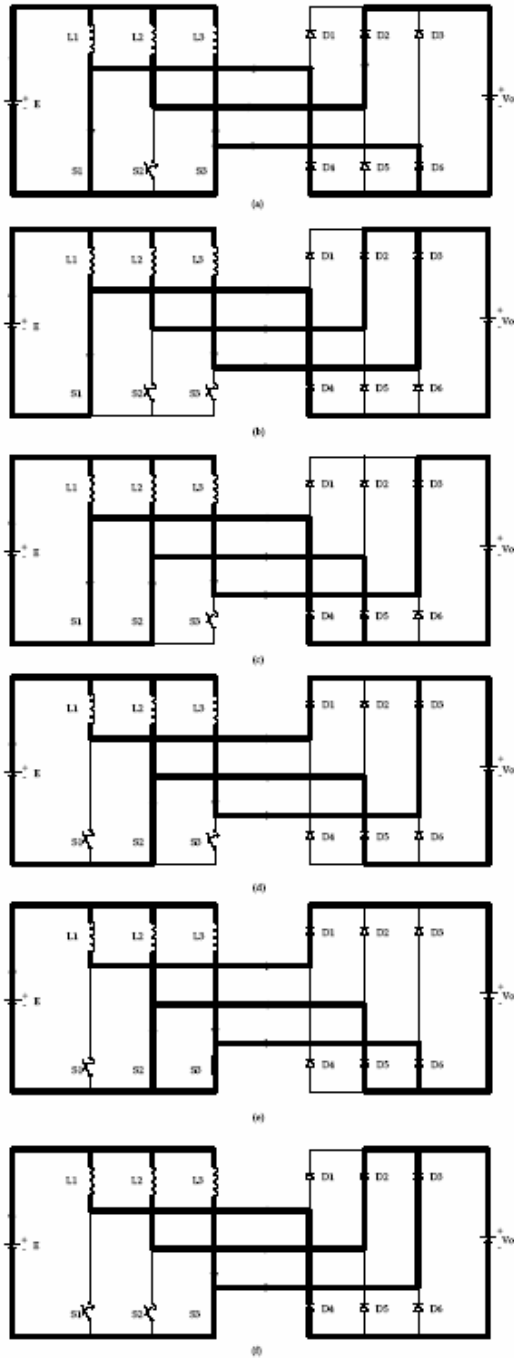 L1 L2 L3 D1 D2 D3
+ - E + - Vo
S1 S2 S3 D4 D5 D6
(a)
L1 L2 L3 D1 D2 D3
+ - E + - Vo
S1 S2 S3 D4 D5 D6
(b)
L1 L2 L3 D1 D2 D3
+ - E + - Vo
S1 S2 S3 D4 D5 D6
(c)
L1 L2 L3 D1 D2 D3
+ - E + - Vo
S1 S2 S3 D4 D5 D6
(d)
L1 L2 L3 D1 D2 D3
+ - E + - Vo
S1 S2 S3 D4 D5 D6
(e)
L1 L2 L3 D1 D2 D3
+ - E + - Vo
S1 S2 S3 D4 D5 D6
(f)